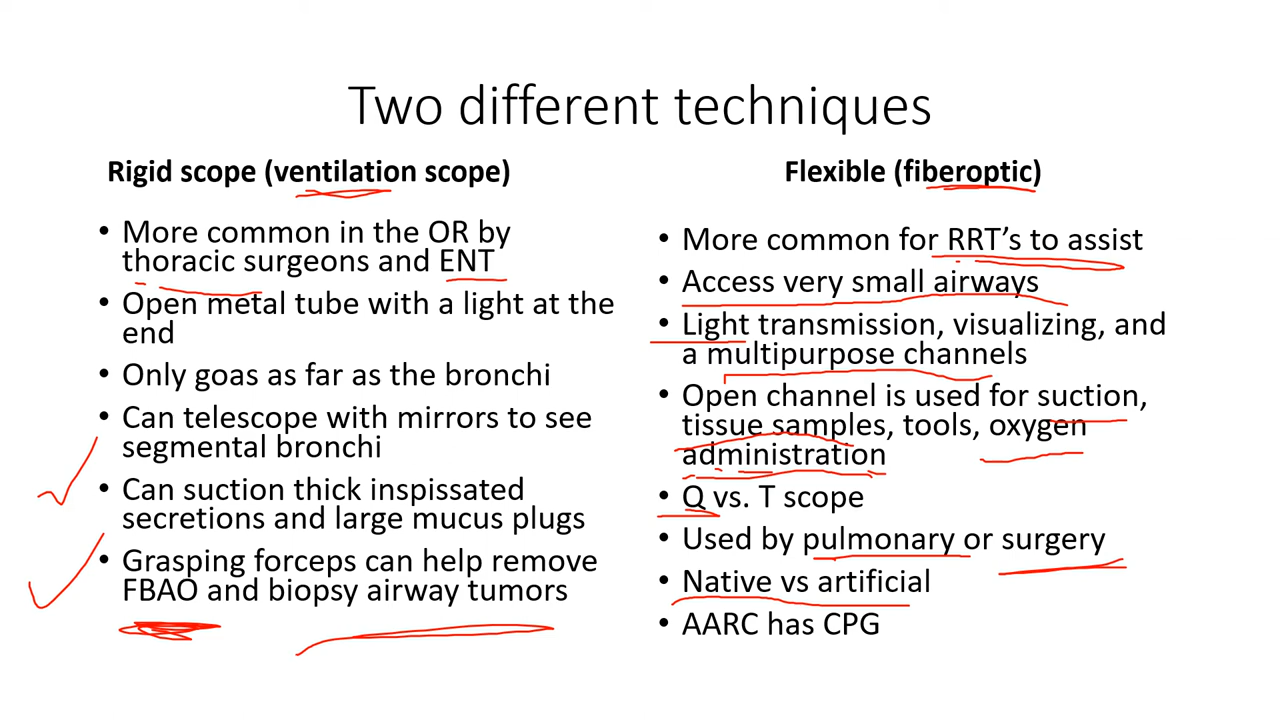 Two different techniques
Rigid scope (ventilation scope)
• More common in the OR by
thoracic surgeons and ENT
• Open metal tube with a light at the
end
• Only goas as far as the bronchi
• Can telescope with mirrors to see
segmental bronchi
• Can suction thick inspissated
secretions and large mucus plugs
• Grasping forceps can help remove
FBAO and biopsy airway tumors
Flexible (fiberoptic)
• More common for RRT's to assist
• Access very small airways
• Light transmission, visualizing, and
a multipurpose channels
• Open channel is used for suction,
tissue samples, tools, oxygen
administration
• Q vs. T scope
• Used by pulmonary or surgery
• Native vs artificial
• AARC has CPG